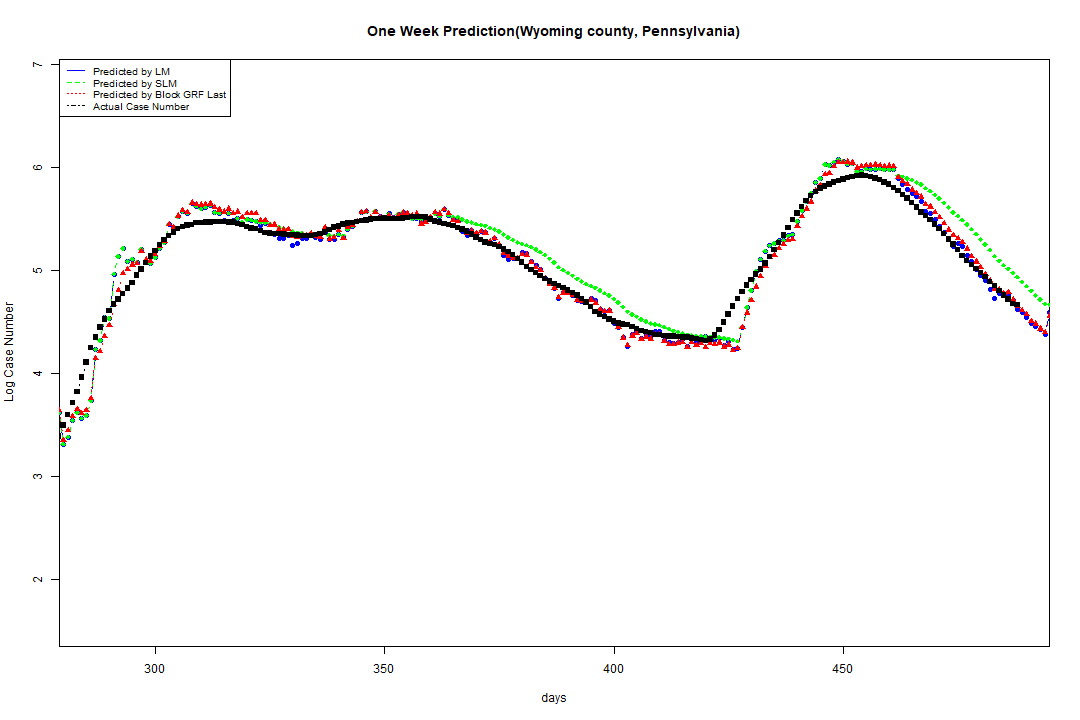 One Week Prediction(Wyoming county, Pennsylvania)
Predicted by LM
Predicted by SLM
Predicted by Block GRF Last
Actual Case Number
7
6
5
4
3
2
Log Case Number
300 350 400 450
days